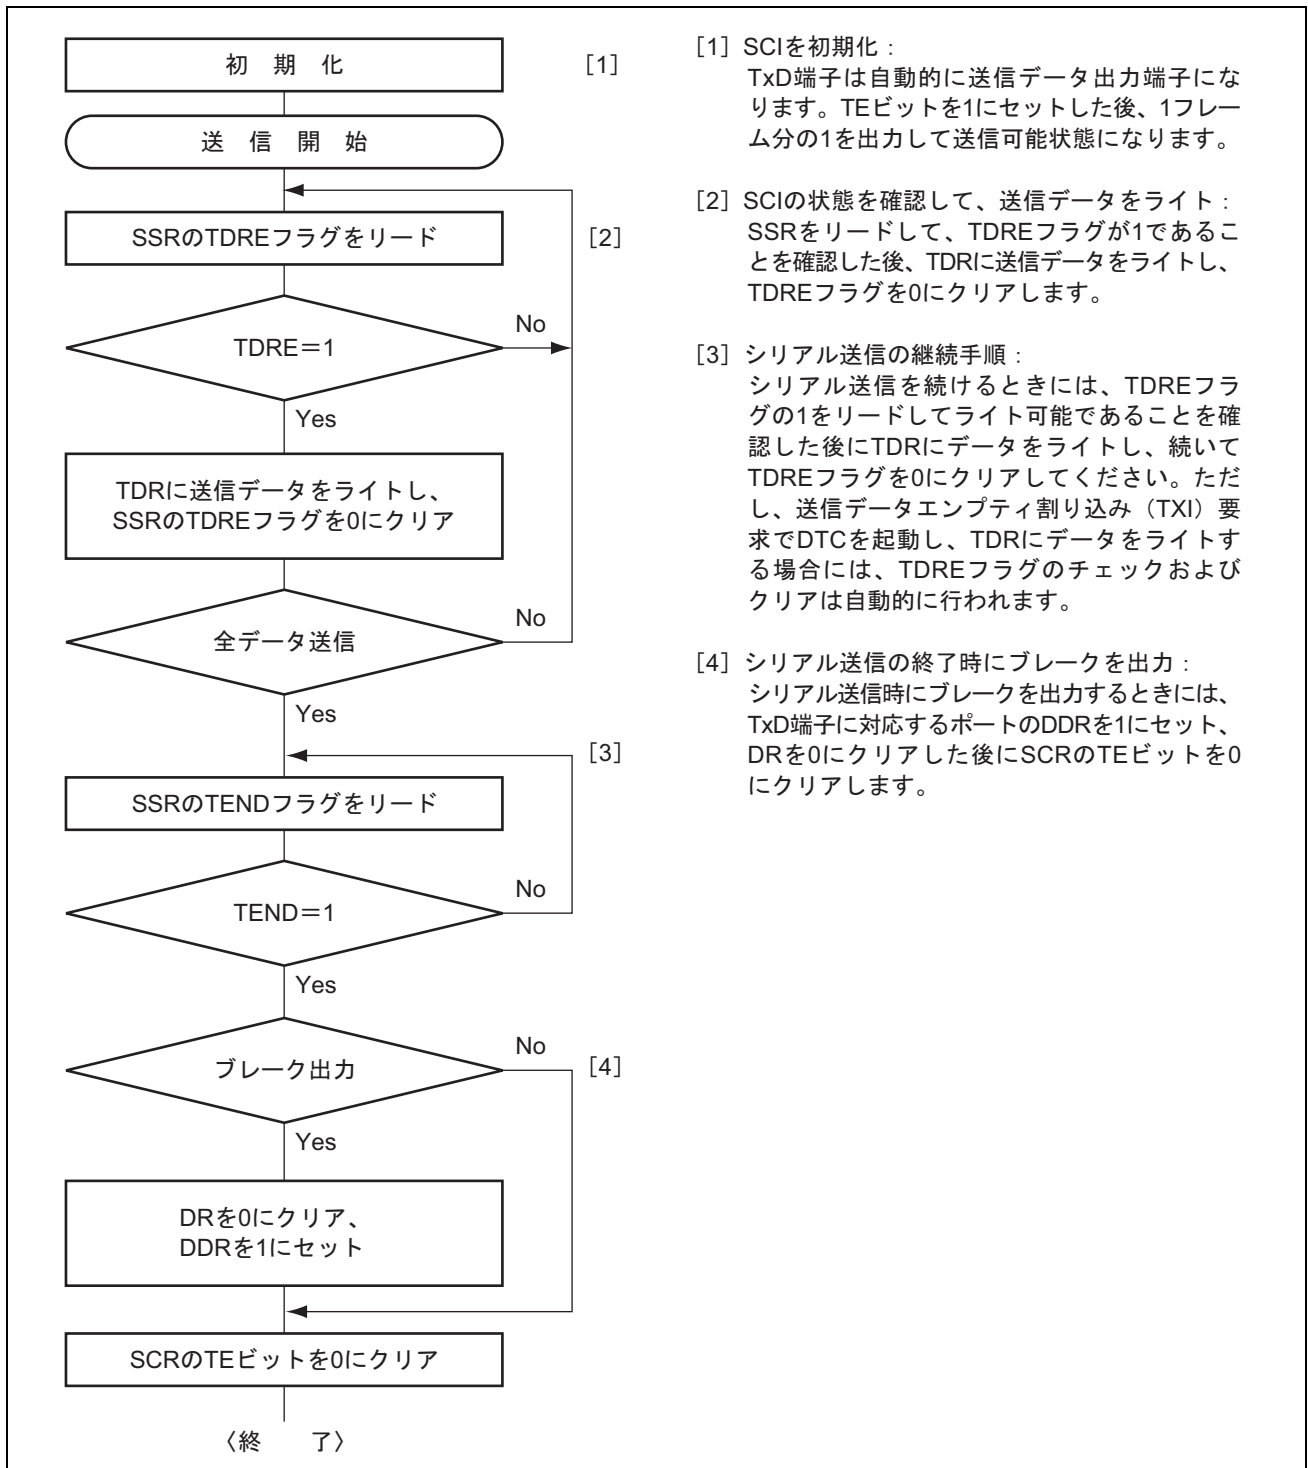 初 期 化
[1]
送 信 開 始
SSRのTDREフラグをリード
[2]
TDRE＝1
No
Yes
TDRに送信データをライトし、
SSRのTDREフラグを0にクリア
全データ送信
No
Yes
[3]
SSRのTENDフラグをリード
TEND＝1
No
Yes
ブレーク出力
No
[4]
Yes
DRを0にクリア、
DDRを1にセット
SCRのTEビットを0にクリア
〈終 了〉
[1] SCIを初期化：
TxD端子は自動的に送信データ出力端子にな
ります。TEビットを1にセットした後、1フレー
ム分の1を出力して送信可能状態になります。
[2] SCIの状態を確認して、送信データをライト：
SSRをリードして、TDREフラグが1であるこ
とを確認した後、TDRに送信データをライトし、
TDREフラグを0にクリアします。
[3] シリアル送信の継続手順：
シリアル送信を続けるときには、TDREフラ
グの1をリードしてライト可能であることを確
認した後にTDRにデータをライトし、続いて
TDREフラグを0にクリアしてください。ただ
し、送信データエンプティ割り込み（TXI）要
求でDTCを起動し、TDRにデータをライトす
る場合には、TDREフラグのチェックおよび
クリアは自動的に行われます。
[4] シリアル送信の終了時にブレークを出力：
シリアル送信時にブレークを出力するときには、
TxD端子に対応するポートのDDRを1にセット、
DRを0にクリアした後にSCRのTEビットを0
にクリアします。